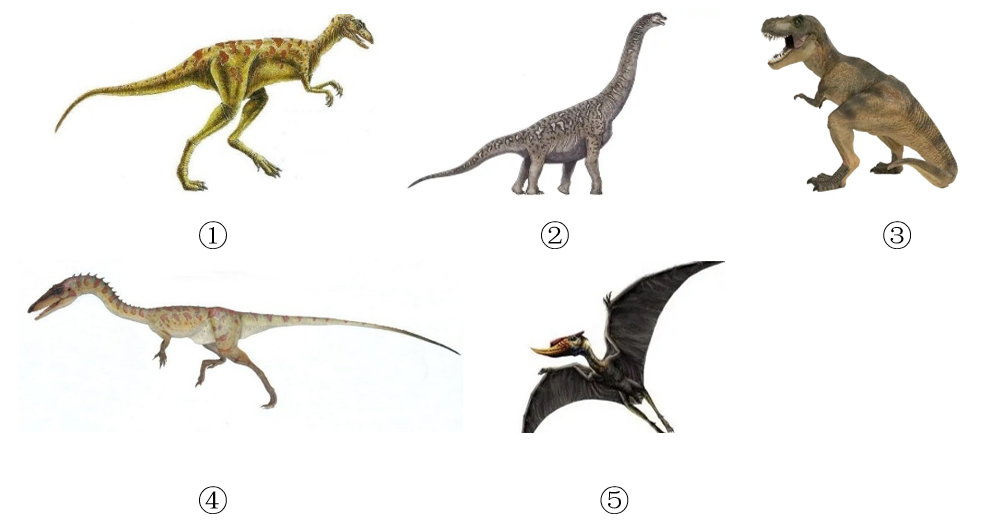 ① ② ③
④ ⑤